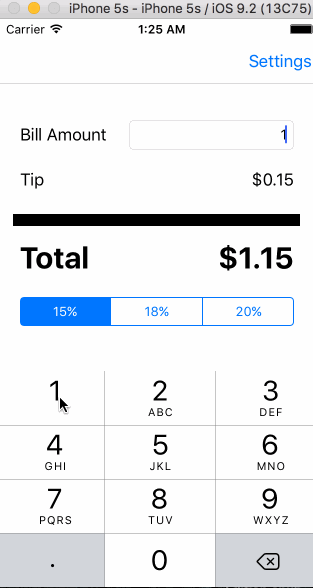 iPhone 5s - iPhone 5s / iOS 9.2 (13C75)
Carrier 1:25 AM
Settings
Bill Amount 1
Tip $0.15
Total $1.15
15% 18% 20%
1 2 3
ABC DEF
4 5 6
GHI JKL MNO
7 8 9
PQRS TUV WXYZ
. 0